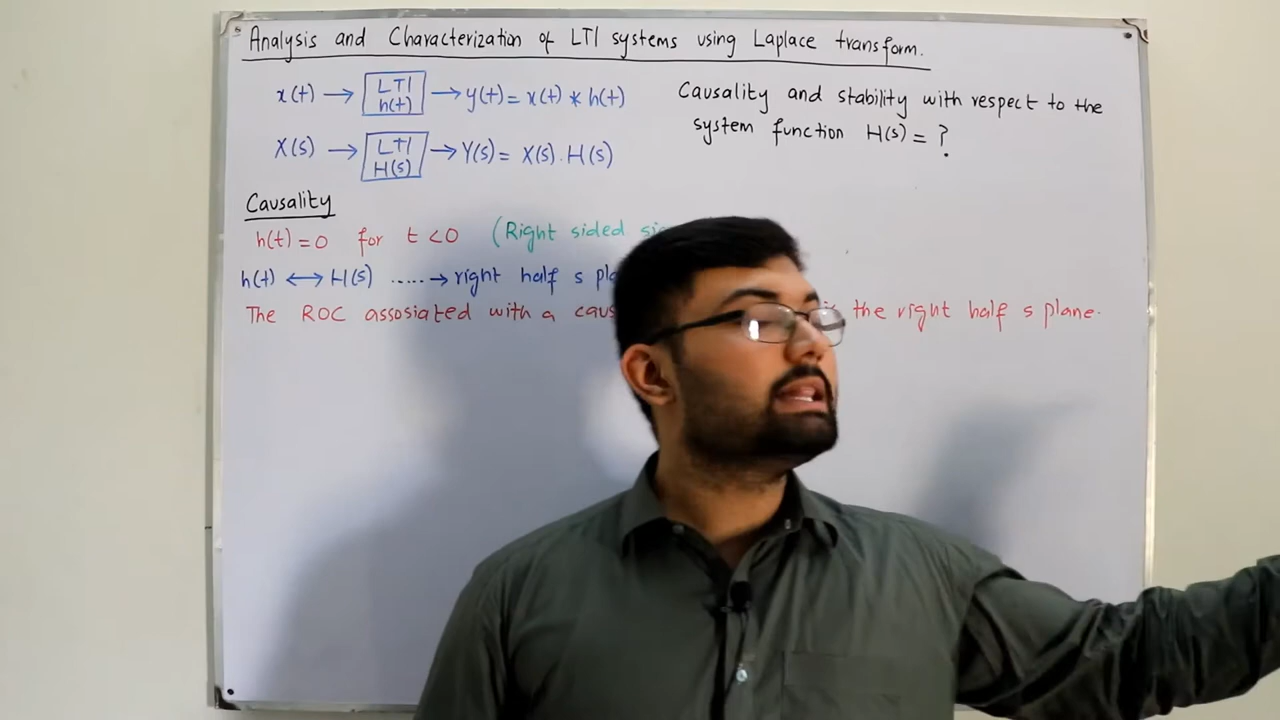 Analysis and Characterization of LTI systems using Laplace transform.
x(t) → LTI h(t) → y(t) = x(t) * h(t)
X(s) → LTI H(s) → Y(s) = X(s) . H(s)
Causality and stability with respect to the
system function H(s) = ?
Causality
h(t) = 0 for t < 0 (Right sided
h(t) ↔ H(s) ...... → right half s
The ROC assosiated with a the right half s plane.